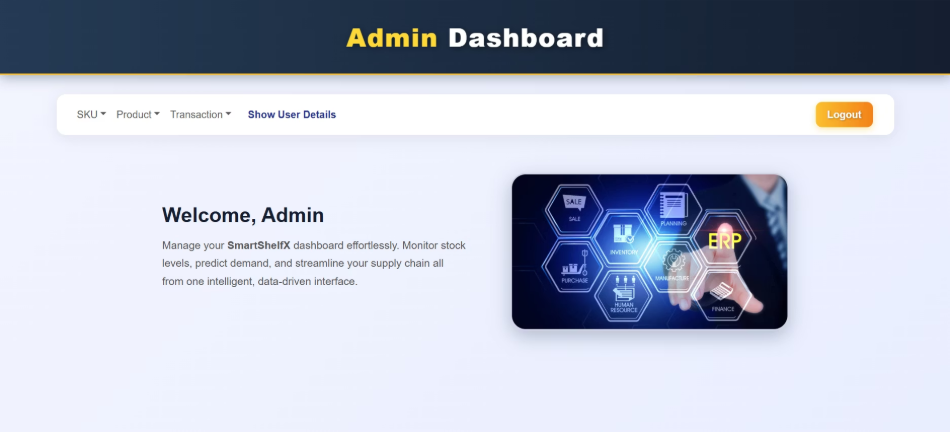 Admin Dashboard
SKU Product Transaction Show User Details Logout
Welcome, Admin
Manage your SmartShelfX dashboard effortlessly. Monitor stock
levels, predict demand, and streamline your supply chain all
from one intelligent, data-driven interface.
SALE
SALE
PLANNING
INVENTORY
ERP
PURCHASE
MANUFACTURE
HUMAN
RESOURCE
FINANCE